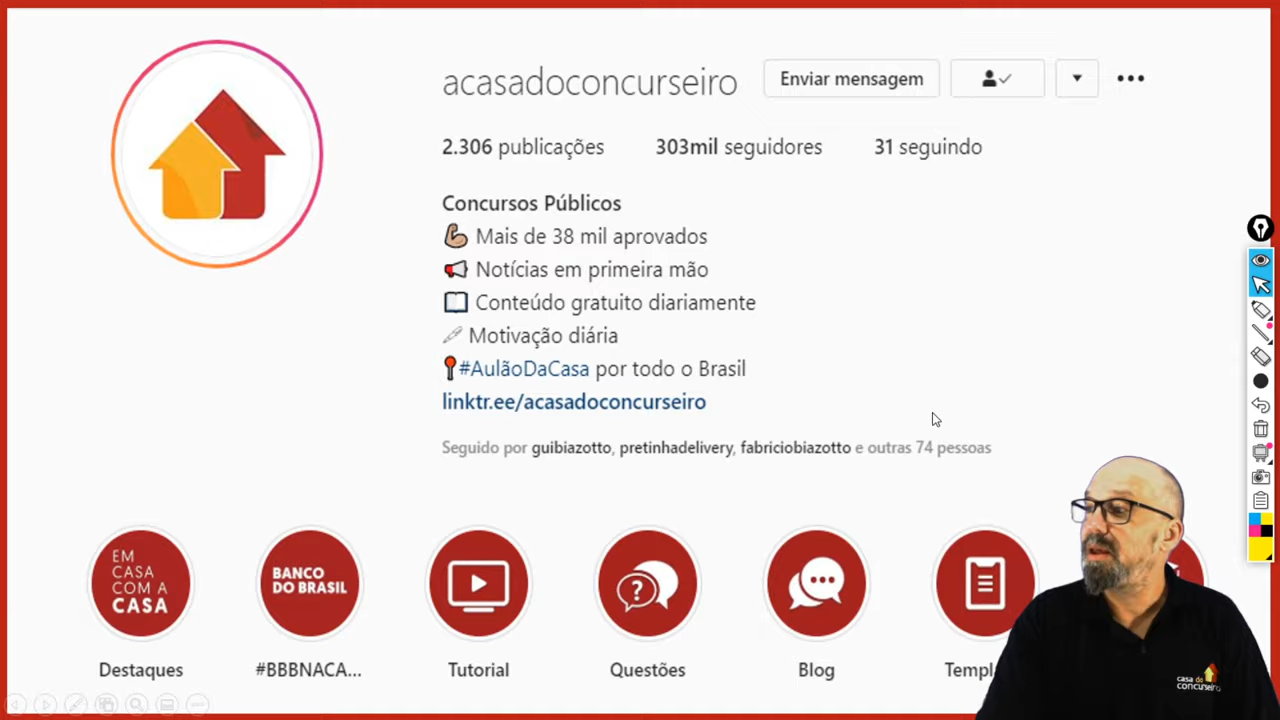 acasadoconcurseiro
Enviar mensagem
2.306 publicações 303mil seguidores 31 seguindo
Concursos Públicos
Mais de 38 mil aprovados
Notícias em primeira mão
Conteúdo gratuito diariamente
Motivação diária
#AulãoDaCasa por todo o Brasil
linktr.ee/acasadoconcurseiro
Seguido por guibiazotto, pretinhadelivery, fabriciobiazotto e outras 74 pessoas
EM
CASA
COM A
CASA
BANCO
DO BRASIL
?
Destaques #BBBNACA... Tutorial Questões Blog Templ
casa do
concurseiro